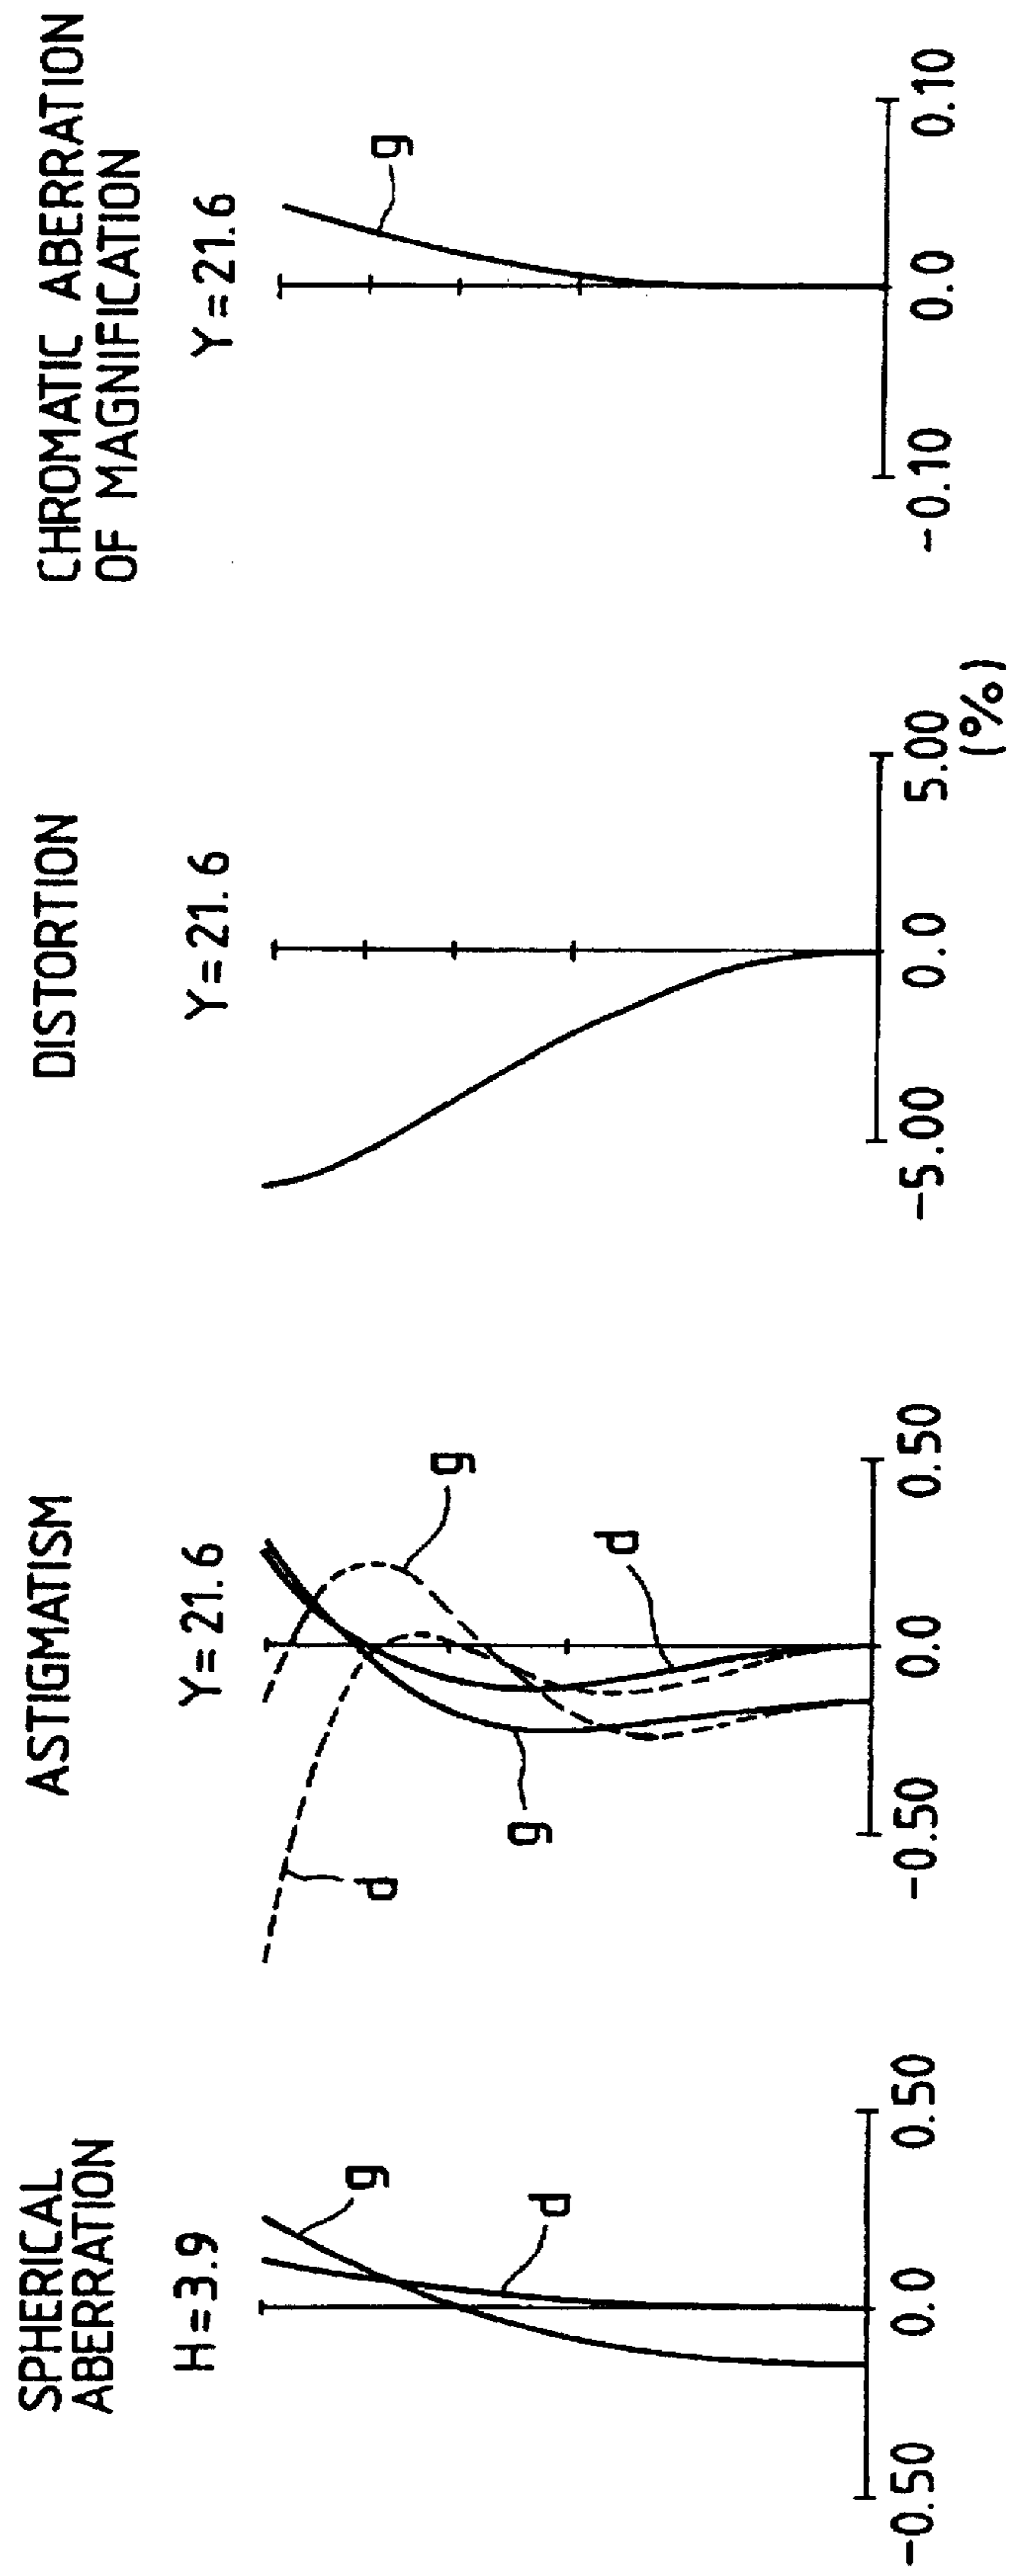 SPHERICAL
ABERRATION
H=3.9
g
d
-0.50
0.0
0.50
ASTIGMATISM
Y=21.6
g
d
g
d
-0.50
0.0
0.50
DISTORTION
Y=21.6
-5.00
0.0
5.00
(%)
CHROMATIC ABERRATION
OF MAGNIFICATION
Y=21.6
g
-0.10
0.0
0.10